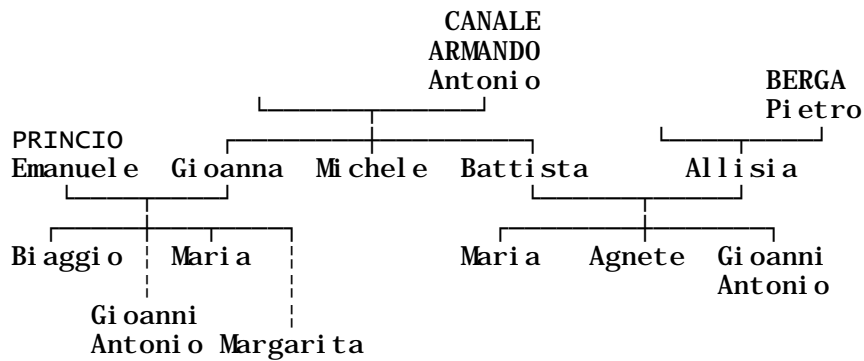 CANALE
ARMANDO
Antonio BERGA
Pietro
PRINCIO
Emanuele Gioanna Michele Battista Allisia
Biaggio Maria Maria Agnete Gioanni
Antonio
Gioanni
Antonio Margarita